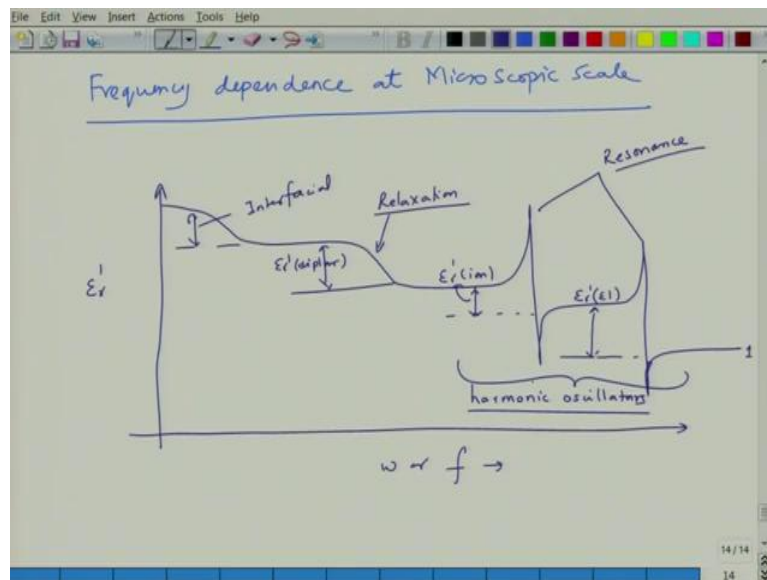 File Edit View Insert Actions Tools Help
Frequency dependence at Microscopic Scale
Resonance
Interfacial
Relaxation
εr'
εr'(dipolar)
εr'(ion)
εr'(el)
1
harmonic oscillators
ω or f →
14/14
14